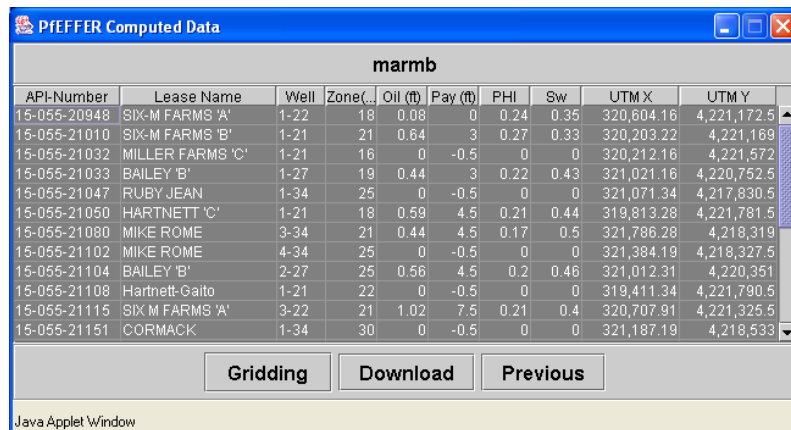 PfEFFER Computed Data
marmb
API-Number Lease Name Well Zone(... Oil (ft) Pay (ft) PHI Sw UTM X UTM Y
15-055-20948 SIX-M FARMS 'A' 1-22 18 0.08 0 0.24 0.35 320,604.16 4,221,172.5
15-055-21010 SIX-M FARMS 'B' 1-21 21 0.64 3 0.27 0.33 320,203.22 4,221,169
15-055-21032 MILLER FARMS 'C' 1-21 16 0 -0.5 0 0 320,212.16 4,221,572
15-055-21033 BAILEY 'B' 1-27 19 0.44 3 0.22 0.43 321,021.16 4,220,752.5
15-055-21047 RUBY JEAN 1-34 25 0 -0.5 0 0 321,071.34 4,217,830.5
15-055-21050 HARTNETT 'C' 1-21 18 0.59 4.5 0.21 0.44 319,813.28 4,221,781.5
15-055-21080 MIKE ROME 3-34 21 0.44 4.5 0.17 0.5 321,786.28 4,218,319
15-055-21102 MIKE ROME 4-34 25 0 -0.5 0 0 321,384.19 4,218,327.5
15-055-21104 BAILEY 'B' 2-27 25 0.56 4.5 0.2 0.46 321,012.31 4,220,351
15-055-21108 Hartnett-Gaito 1-21 22 0 -0.5 0 0 319,411.34 4,221,790.5
15-055-21115 SIX M FARMS 'A' 3-22 21 1.02 7.5 0.21 0.4 320,707.91 4,221,325.5
15-055-21151 CORMACK 1-34 30 0 -0.5 0 0 321,187.19 4,218,533
Gridding Download Previous
Java Applet Window